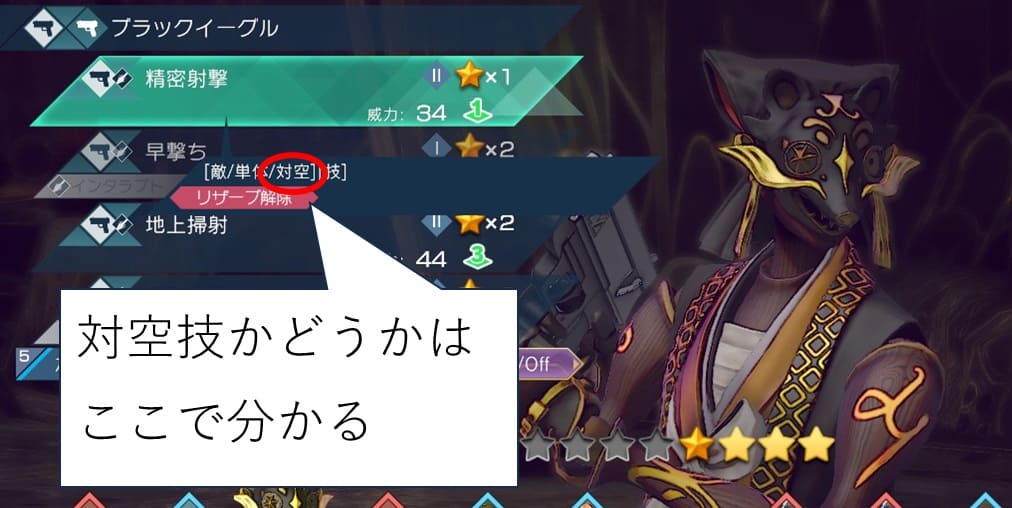 ブラックイーグル
精密射撃 II ×1
威力: 34 1
早撃ち I ×2
[敵/単体/対空] [技]
インタラプト
リザーブ解除
地上掃射 II ×2
44 3
対空技かどうかは
ここで分かる
5
/Off